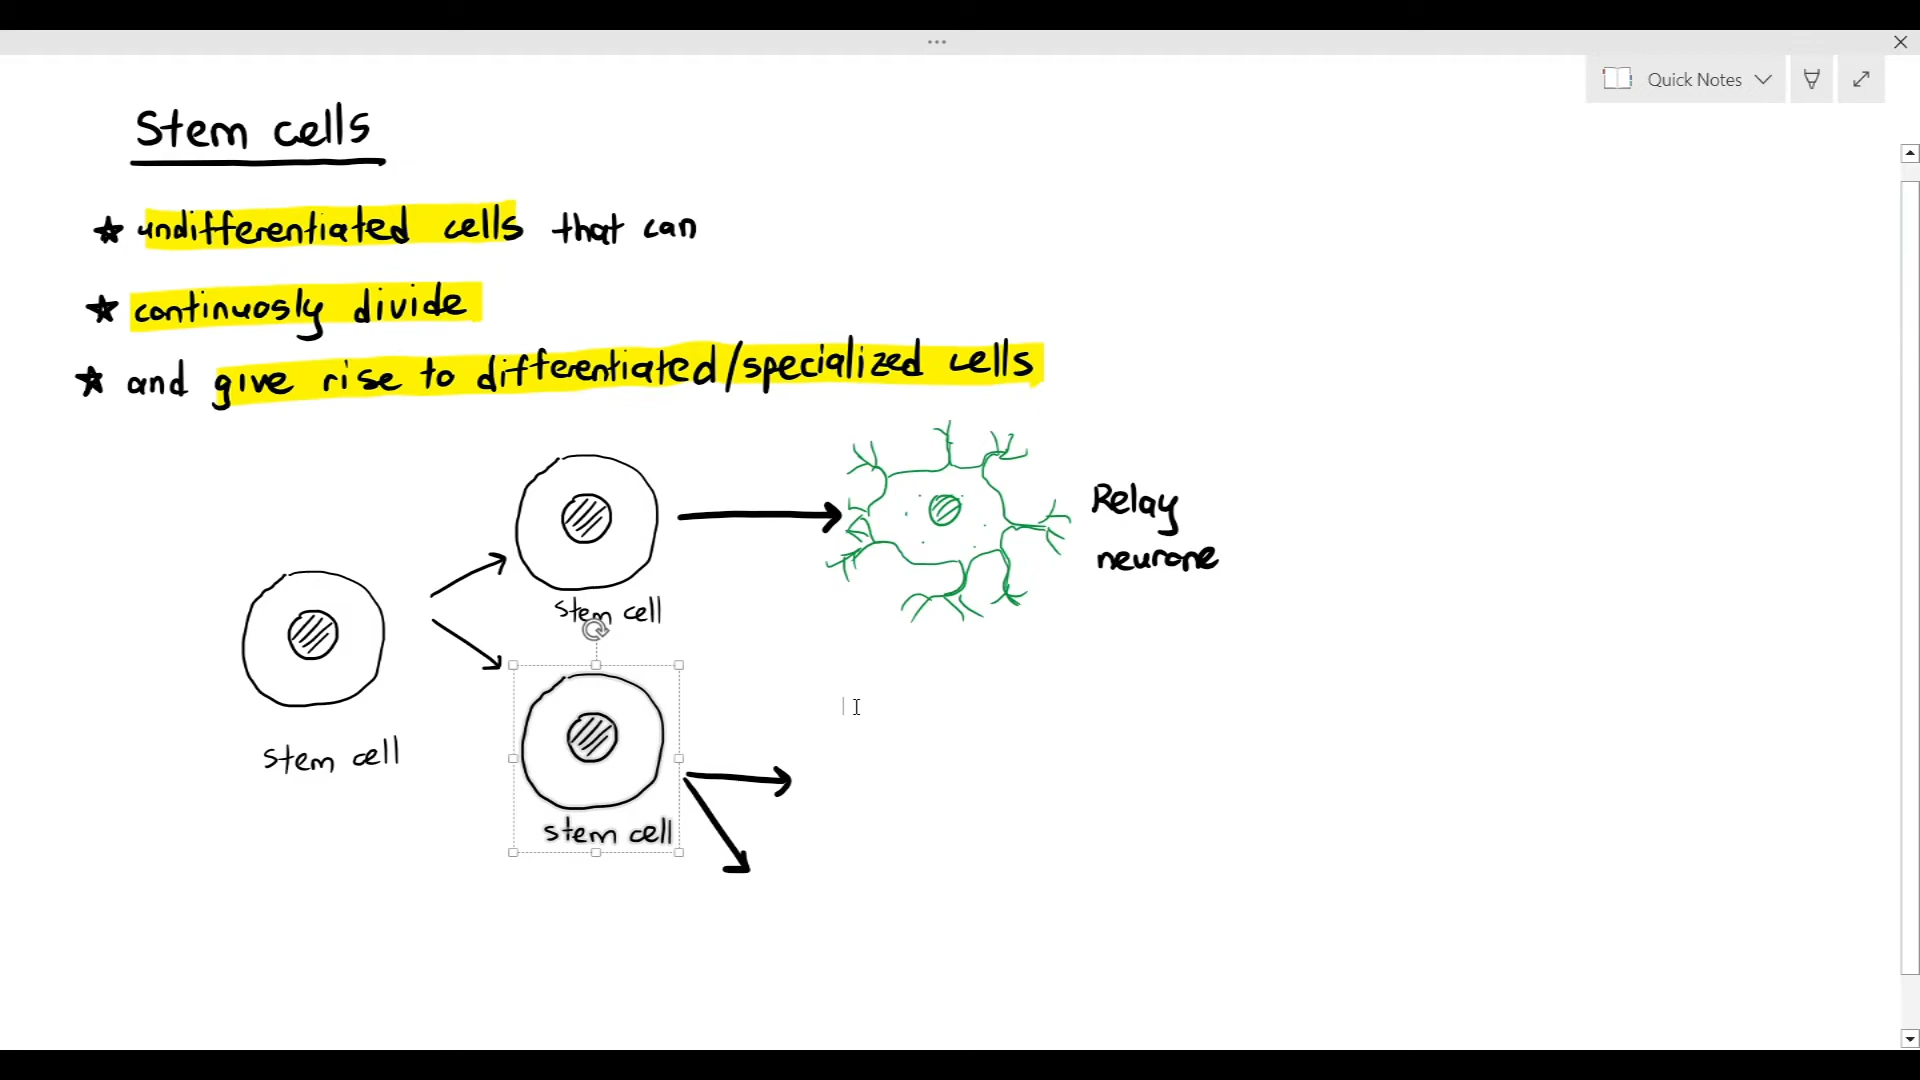 Quick Notes
Stem cells
★ undifferentiated cells that can
★ continuosly divide
★ and give rise to differentiated/specialized cells
Relay
neurone
stem cell
stem cell
stem cell